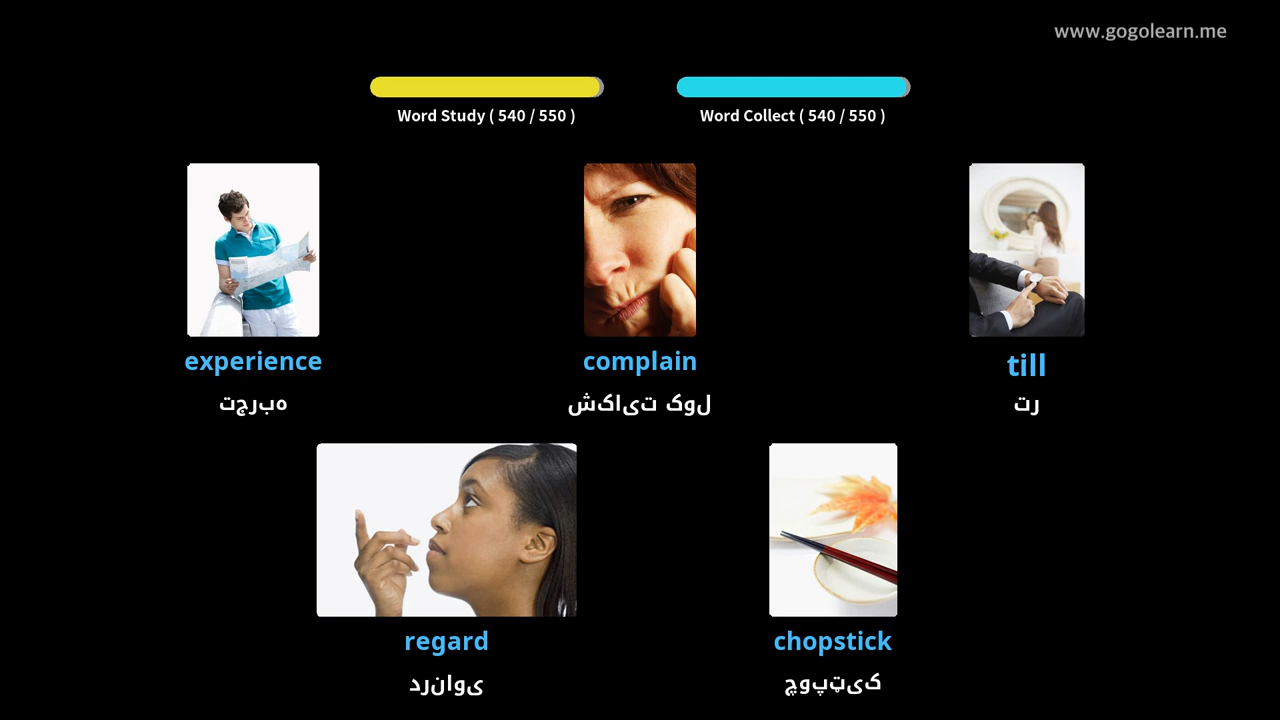 www.gogolearn.me
Word Study ( 540 / 550 )
Word Collect ( 540 / 550 )
experience
هبرجت
complain
لوک تیاکش
till
رت
regard
یوانرد
chopstick
کیټپوچ